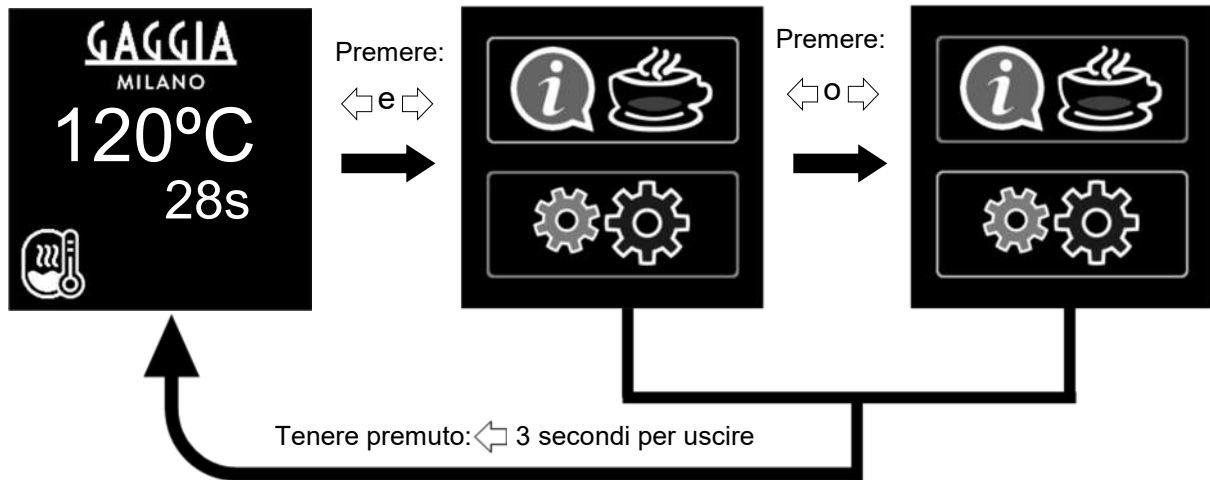 GAGGIA
MILANO
120ºC
28s
Premere:
e
Premere:
o
i
i
Tenere premuto: 3 secondi per uscire